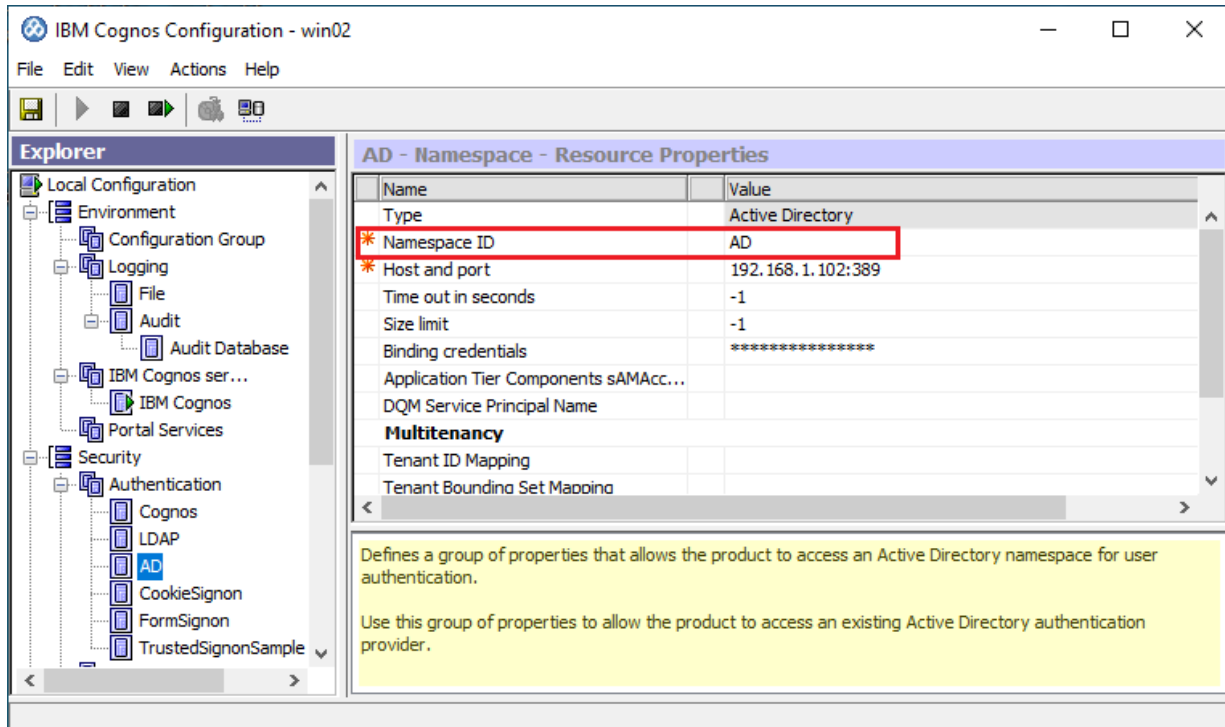 IBM Cognos Configuration - win02
File Edit View Actions Help
Explorer
Local Configuration
Environment
Configuration Group
Logging
File
Audit
Audit Database
IBM Cognos ser...
IBM Cognos
Portal Services
Security
Authentication
Cognos
LDAP
AD
CookieSignon
FormSignon
TrustedSignonSample
AD - Namespace - Resource Properties
Name Value
Type Active Directory
* Namespace ID AD
* Host and port 192.168.1.102:389
Time out in seconds -1
Size limit -1
Binding credentials ***************
Application Tier Components sAMAcc...
DQM Service Principal Name
Multitenancy
Tenant ID Mapping
Tenant Bounding Set Mapping
Defines a group of properties that allows the product to access an Active Directory namespace for user
authentication.
Use this group of properties to allow the product to access an existing Active Directory authentication
provider.